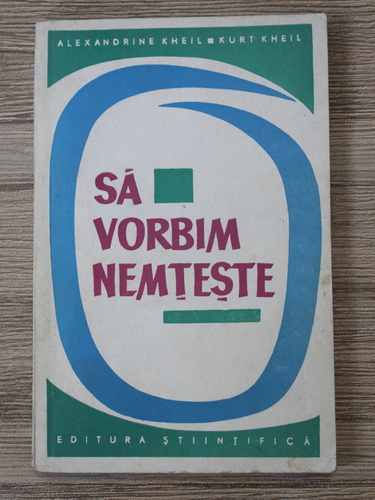 ALEXANDRINE KHEIL ■ KURT KHEIL
SĂ
VORBIM
NEMȚEȘTE
EDITURA ȘTIINȚIFICĂ